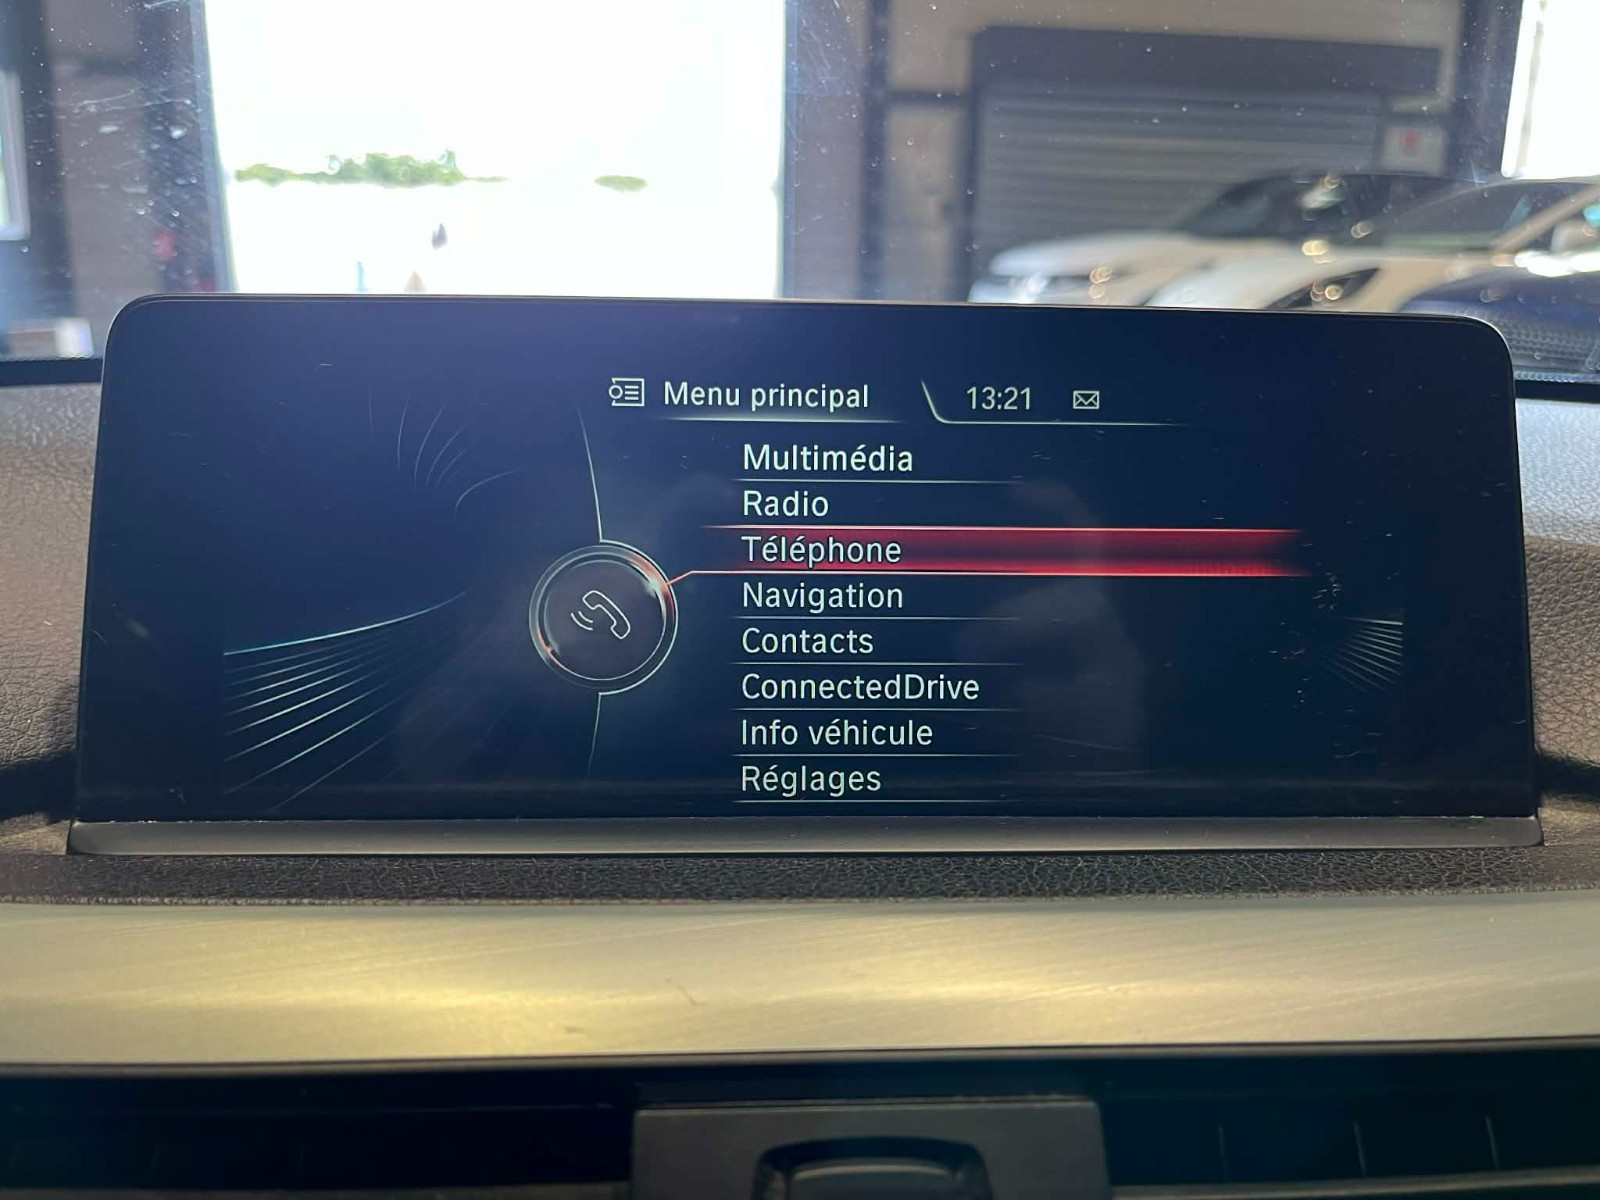 Menu principal 13:21
Multimédia
Radio
Téléphone
Navigation
Contacts
ConnectedDrive
Info véhicule
Réglages